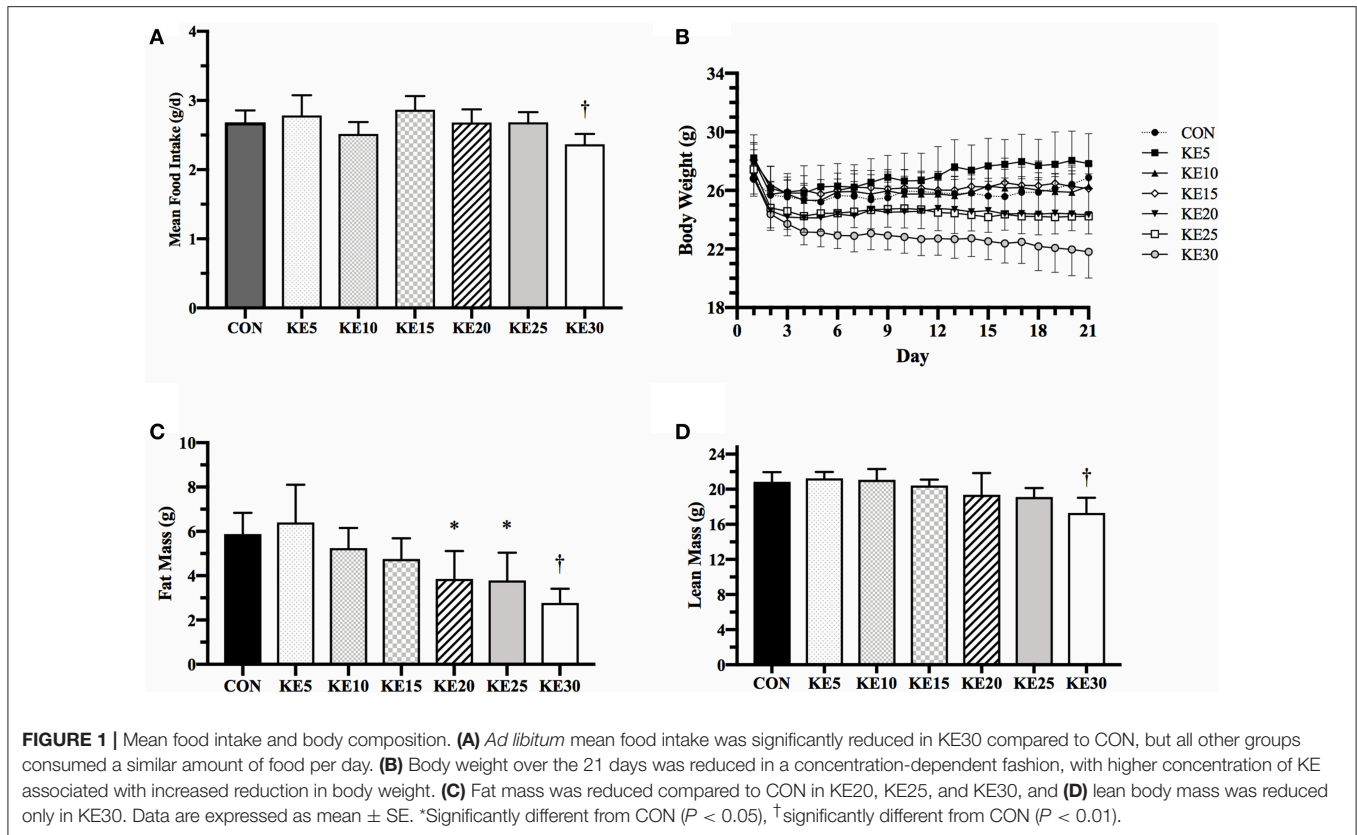 A
Mean Food Intake (g/d)
4
3
2
1
0
†
CON KE5 KE10 KE15 KE20 KE25 KE30
B
Body Weight (g)
34
30
26
22
18
0 3 6 9 12 15 18 21
Day
CON
KE5
KE10
KE15
KE20
KE25
KE30
C
Fat Mass (g)
10
8
6
4
2
0
* * †
CON KE5 KE10 KE15 KE20 KE25 KE30
D
Lean Mass (g)
24
20
16
12
8
4
0
†
CON KE5 KE10 KE15 KE20 KE25 KE30
FIGURE 1 | Mean food intake and body composition. (A) Ad libitum mean food intake was significantly reduced in KE30 compared to CON, but all other groups
consumed a similar amount of food per day. (B) Body weight over the 21 days was reduced in a concentration-dependent fashion, with higher concentration of KE
associated with increased reduction in body weight. (C) Fat mass was reduced compared to CON in KE20, KE25, and KE30, and (D) lean body mass was reduced
only in KE30. Data are expressed as mean ± SE. *Significantly different from CON (P < 0.05), †significantly different from CON (P < 0.01).